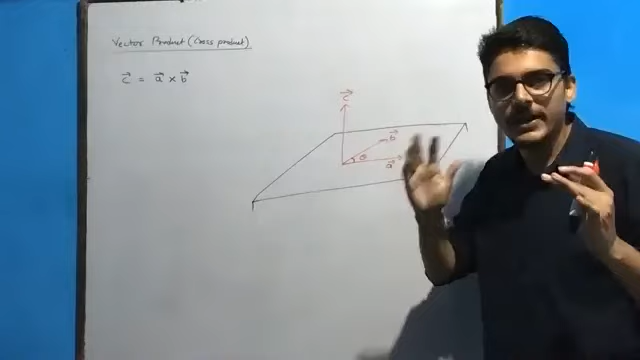 Vector Product (Cross product)
c⃗ = a⃗ × b⃗
c⃗
b⃗
θ
a⃗